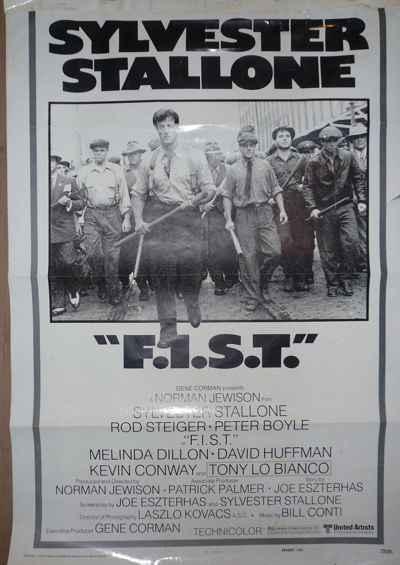 SYLVESTER
STALLONE
"F.I.S.T."
GENE CORMAN presents
A NORMAN JEWISON Film
SYLVESTER STALLONE
ROD STEIGER · PETER BOYLE
in "F.I.S.T."
MELINDA DILLON · DAVID HUFFMAN
KEVIN CONWAY and TONY LO BIANCO
Produced and Directed by Associate Producer Story by
NORMAN JEWISON · PATRICK PALMER · JOE ESZTERHAS
Screenplay by JOE ESZTERHAS and SYLVESTER STALLONE
Director of Photography LASZLO KOVACS A.S.C. · Music by BILL CONTI
Executive Producer GENE CORMAN TECHNICOLOR® PG United Artists